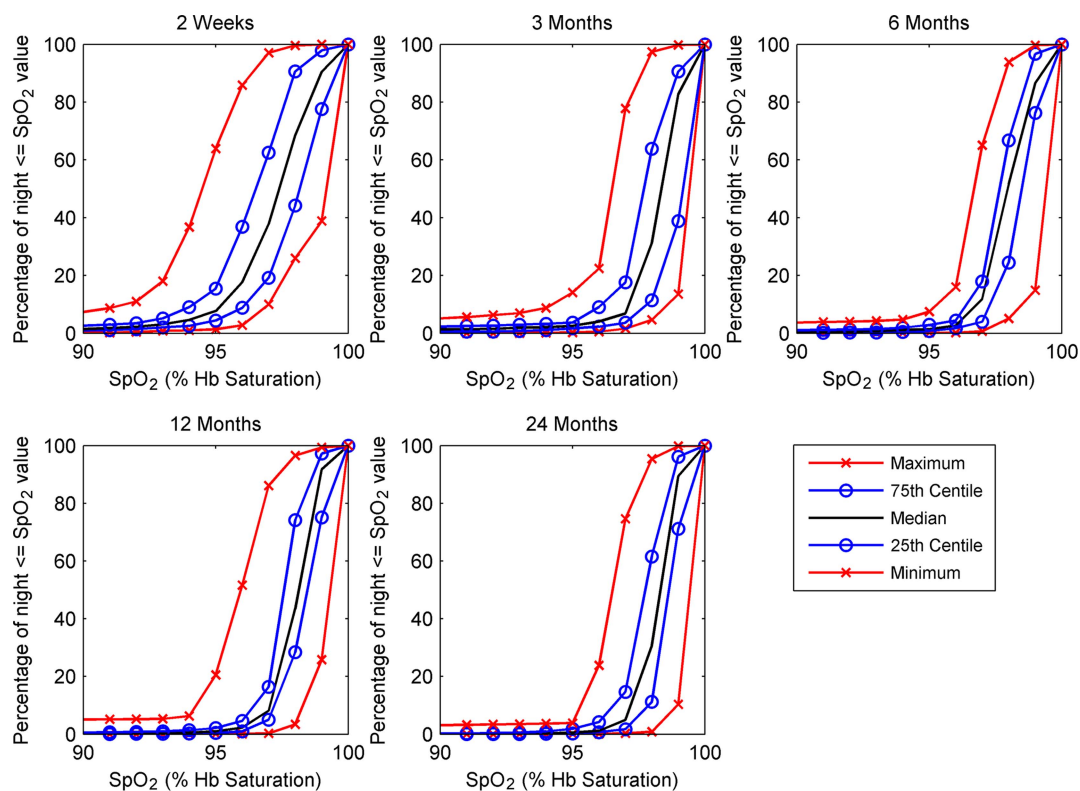 2 Weeks
Percentage of night <= SpO2 value
100
80
60
40
20
0
90
95
100
SpO2 (% Hb Saturation)
3 Months
Percentage of night <= SpO2 value
100
80
60
40
20
0
90
95
100
SpO2 (% Hb Saturation)
6 Months
Percentage of night <= SpO2 value
100
80
60
40
20
0
90
95
100
SpO2 (% Hb Saturation)
12 Months
Percentage of night <= SpO2 value
100
80
60
40
20
0
90
95
100
SpO2 (% Hb Saturation)
24 Months
Percentage of night <= SpO2 value
100
80
60
40
20
0
90
95
100
SpO2 (% Hb Saturation)
Maximum
75th Centile
Median
25th Centile
Minimum